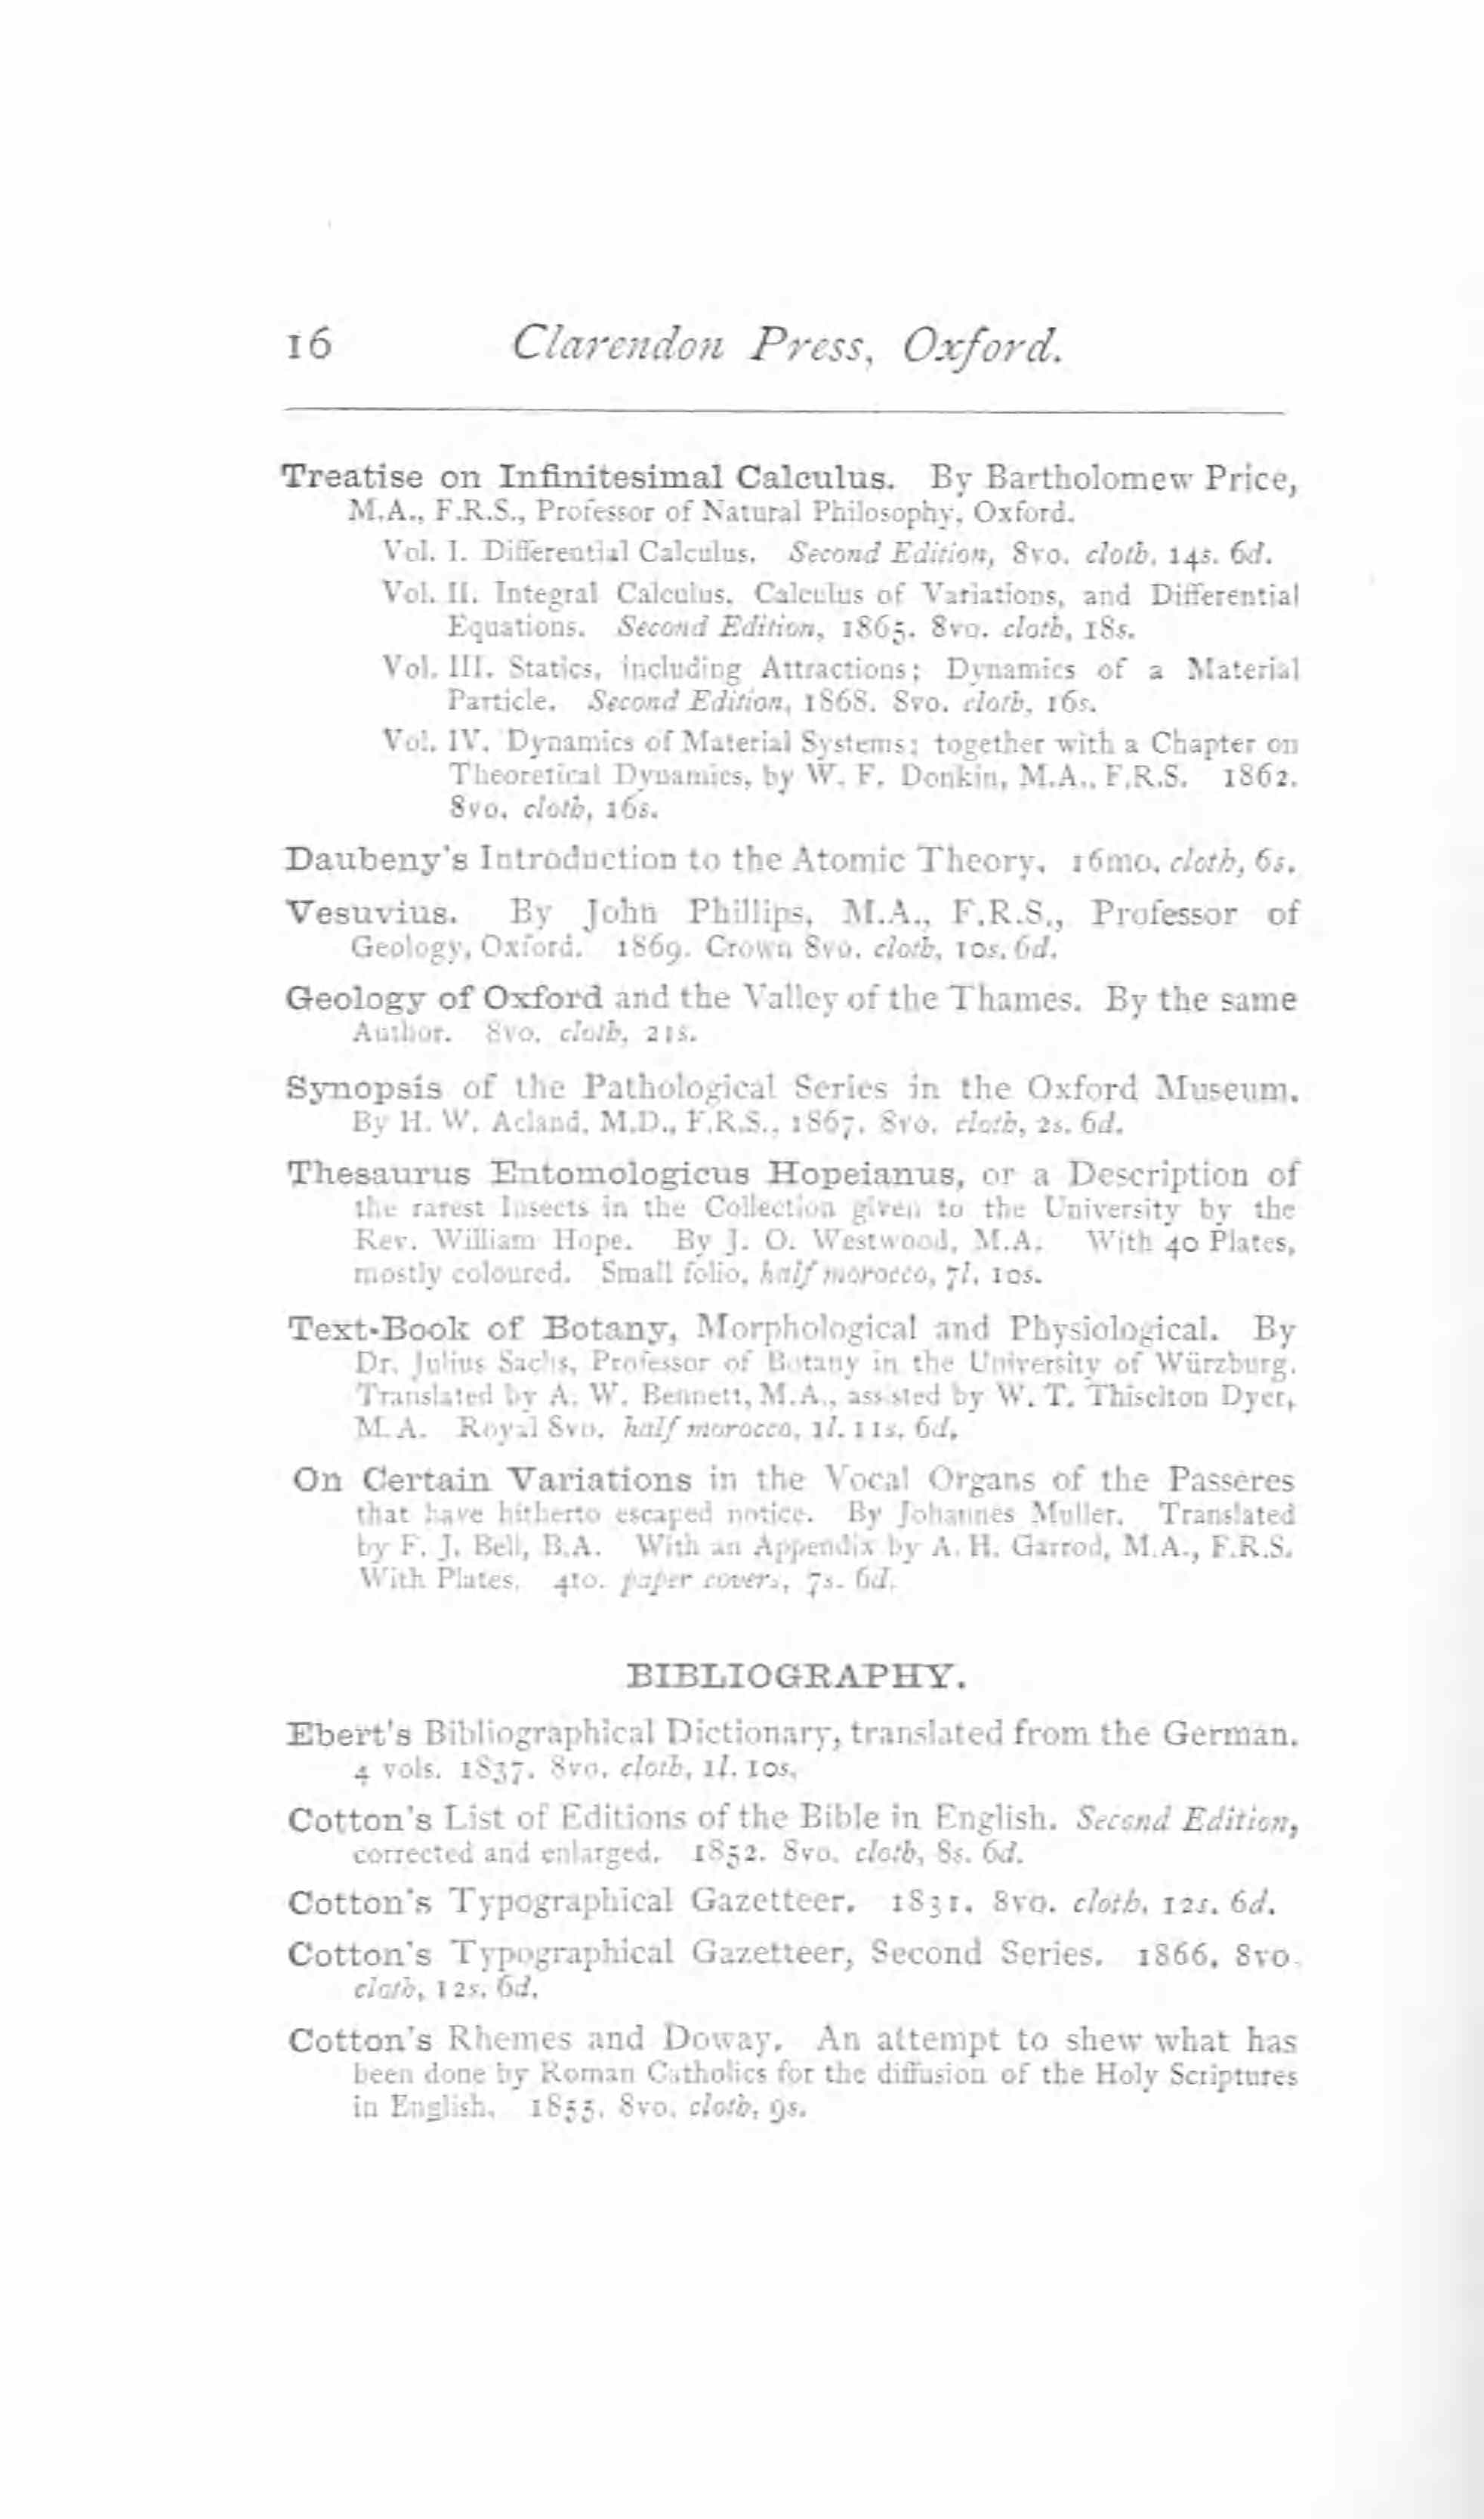 16 Clarendon Press, Oxford.
Treatise on Infinitesimal Calculus. By Bartholomew Price,
M.A., F.R.S., Professor of Natural Philosophy, Oxford.
Vol. I. Differential Calculus. Second Edition, 8vo. cloth, 14s. 6d.
Vol. II. Integral Calculus, Calculus of Variations, and Differential
Equations. Second Edition, 1865. 8vo. cloth, 18s.
Vol. III. Statics, including Attractions; Dynamics of a Material
Particle. Second Edition, 1868. 8vo. cloth, 16s.
Vol. IV. Dynamics of Material Systems; together with a Chapter on
Theoretical Dynamics, by W. F. Donkin, M.A., F.R.S. 1862.
8vo. cloth, 16s.
Daubeny's Introduction to the Atomic Theory. 16mo. cloth, 6s.
Vesuvius. By John Phillips, M.A., F.R.S., Professor of
Geology, Oxford. 1869. Crown 8vo. cloth, 10s. 6d.
Geology of Oxford and the Valley of the Thames. By the same
Author. 8vo. cloth, 21s.
Synopsis of the Pathological Series in the Oxford Museum.
By H. W. Acland, M.D., F.R.S., 1867. 8vo. cloth, 2s. 6d.
Thesaurus Entomologicus Hopeianus, or a Description of
the rarest Insects in the Collection given to the University by the
Rev. William Hope. By J. O. Westwood, M.A. With 40 Plates,
mostly coloured. Small folio, half morocco, 7l. 10s.
Text-Book of Botany, Morphological and Physiological. By
Dr. Julius Sachs, Professor of Botany in the University of Würzburg.
Translated by A. W. Bennett, M.A., assisted by W. T. Thiselton Dyer,
M.A. Royal 8vo. half morocco, 1l. 11s. 6d.
On Certain Variations in the Vocal Organs of the Passeres
that have hitherto escaped notice. By Johannes Muller. Translated
by F. J. Bell, B.A. With an Appendix by A. H. Garrod, M.A., F.R.S.
With Plates. 4to. paper covers, 7s. 6d.
BIBLIOGRAPHY.
Ebert's Bibliographical Dictionary, translated from the German.
4 vols. 1837. 8vo. cloth, 1l. 10s.
Cotton's List of Editions of the Bible in English. Second Edition,
corrected and enlarged. 1852. 8vo. cloth, 8s. 6d.
Cotton's Typographical Gazetteer. 1831. 8vo. cloth, 12s. 6d.
Cotton's Typographical Gazetteer, Second Series. 1866. 8vo.
cloth, 12s. 6d.
Cotton's Rhemes and Doway. An attempt to shew what has
been done by Roman Catholics for the diffusion of the Holy Scriptures
in English. 1855. 8vo. cloth, 9s.